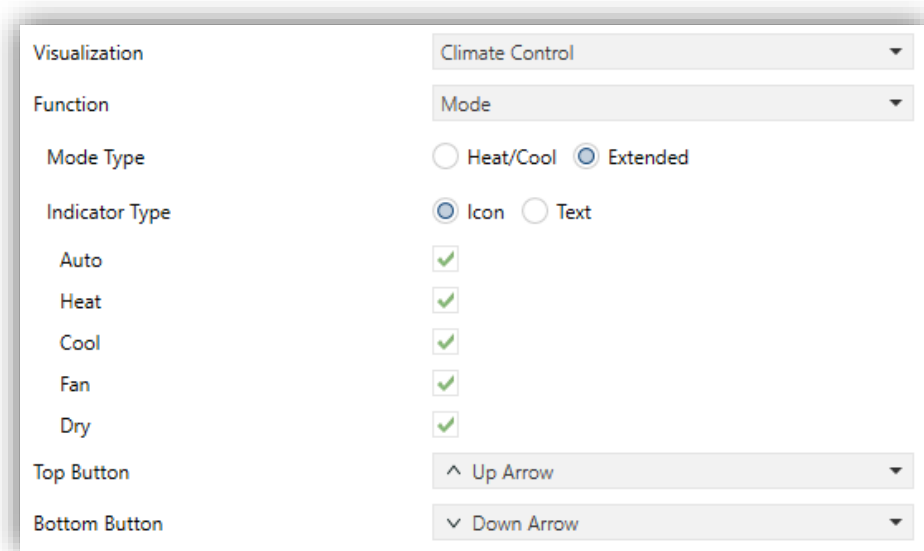 Visualization Climate Control
Function Mode
Mode Type Heat/Cool Extended
Indicator Type Icon Text
Auto
Heat
Cool
Fan
Dry
Top Button Up Arrow
Bottom Button Down Arrow